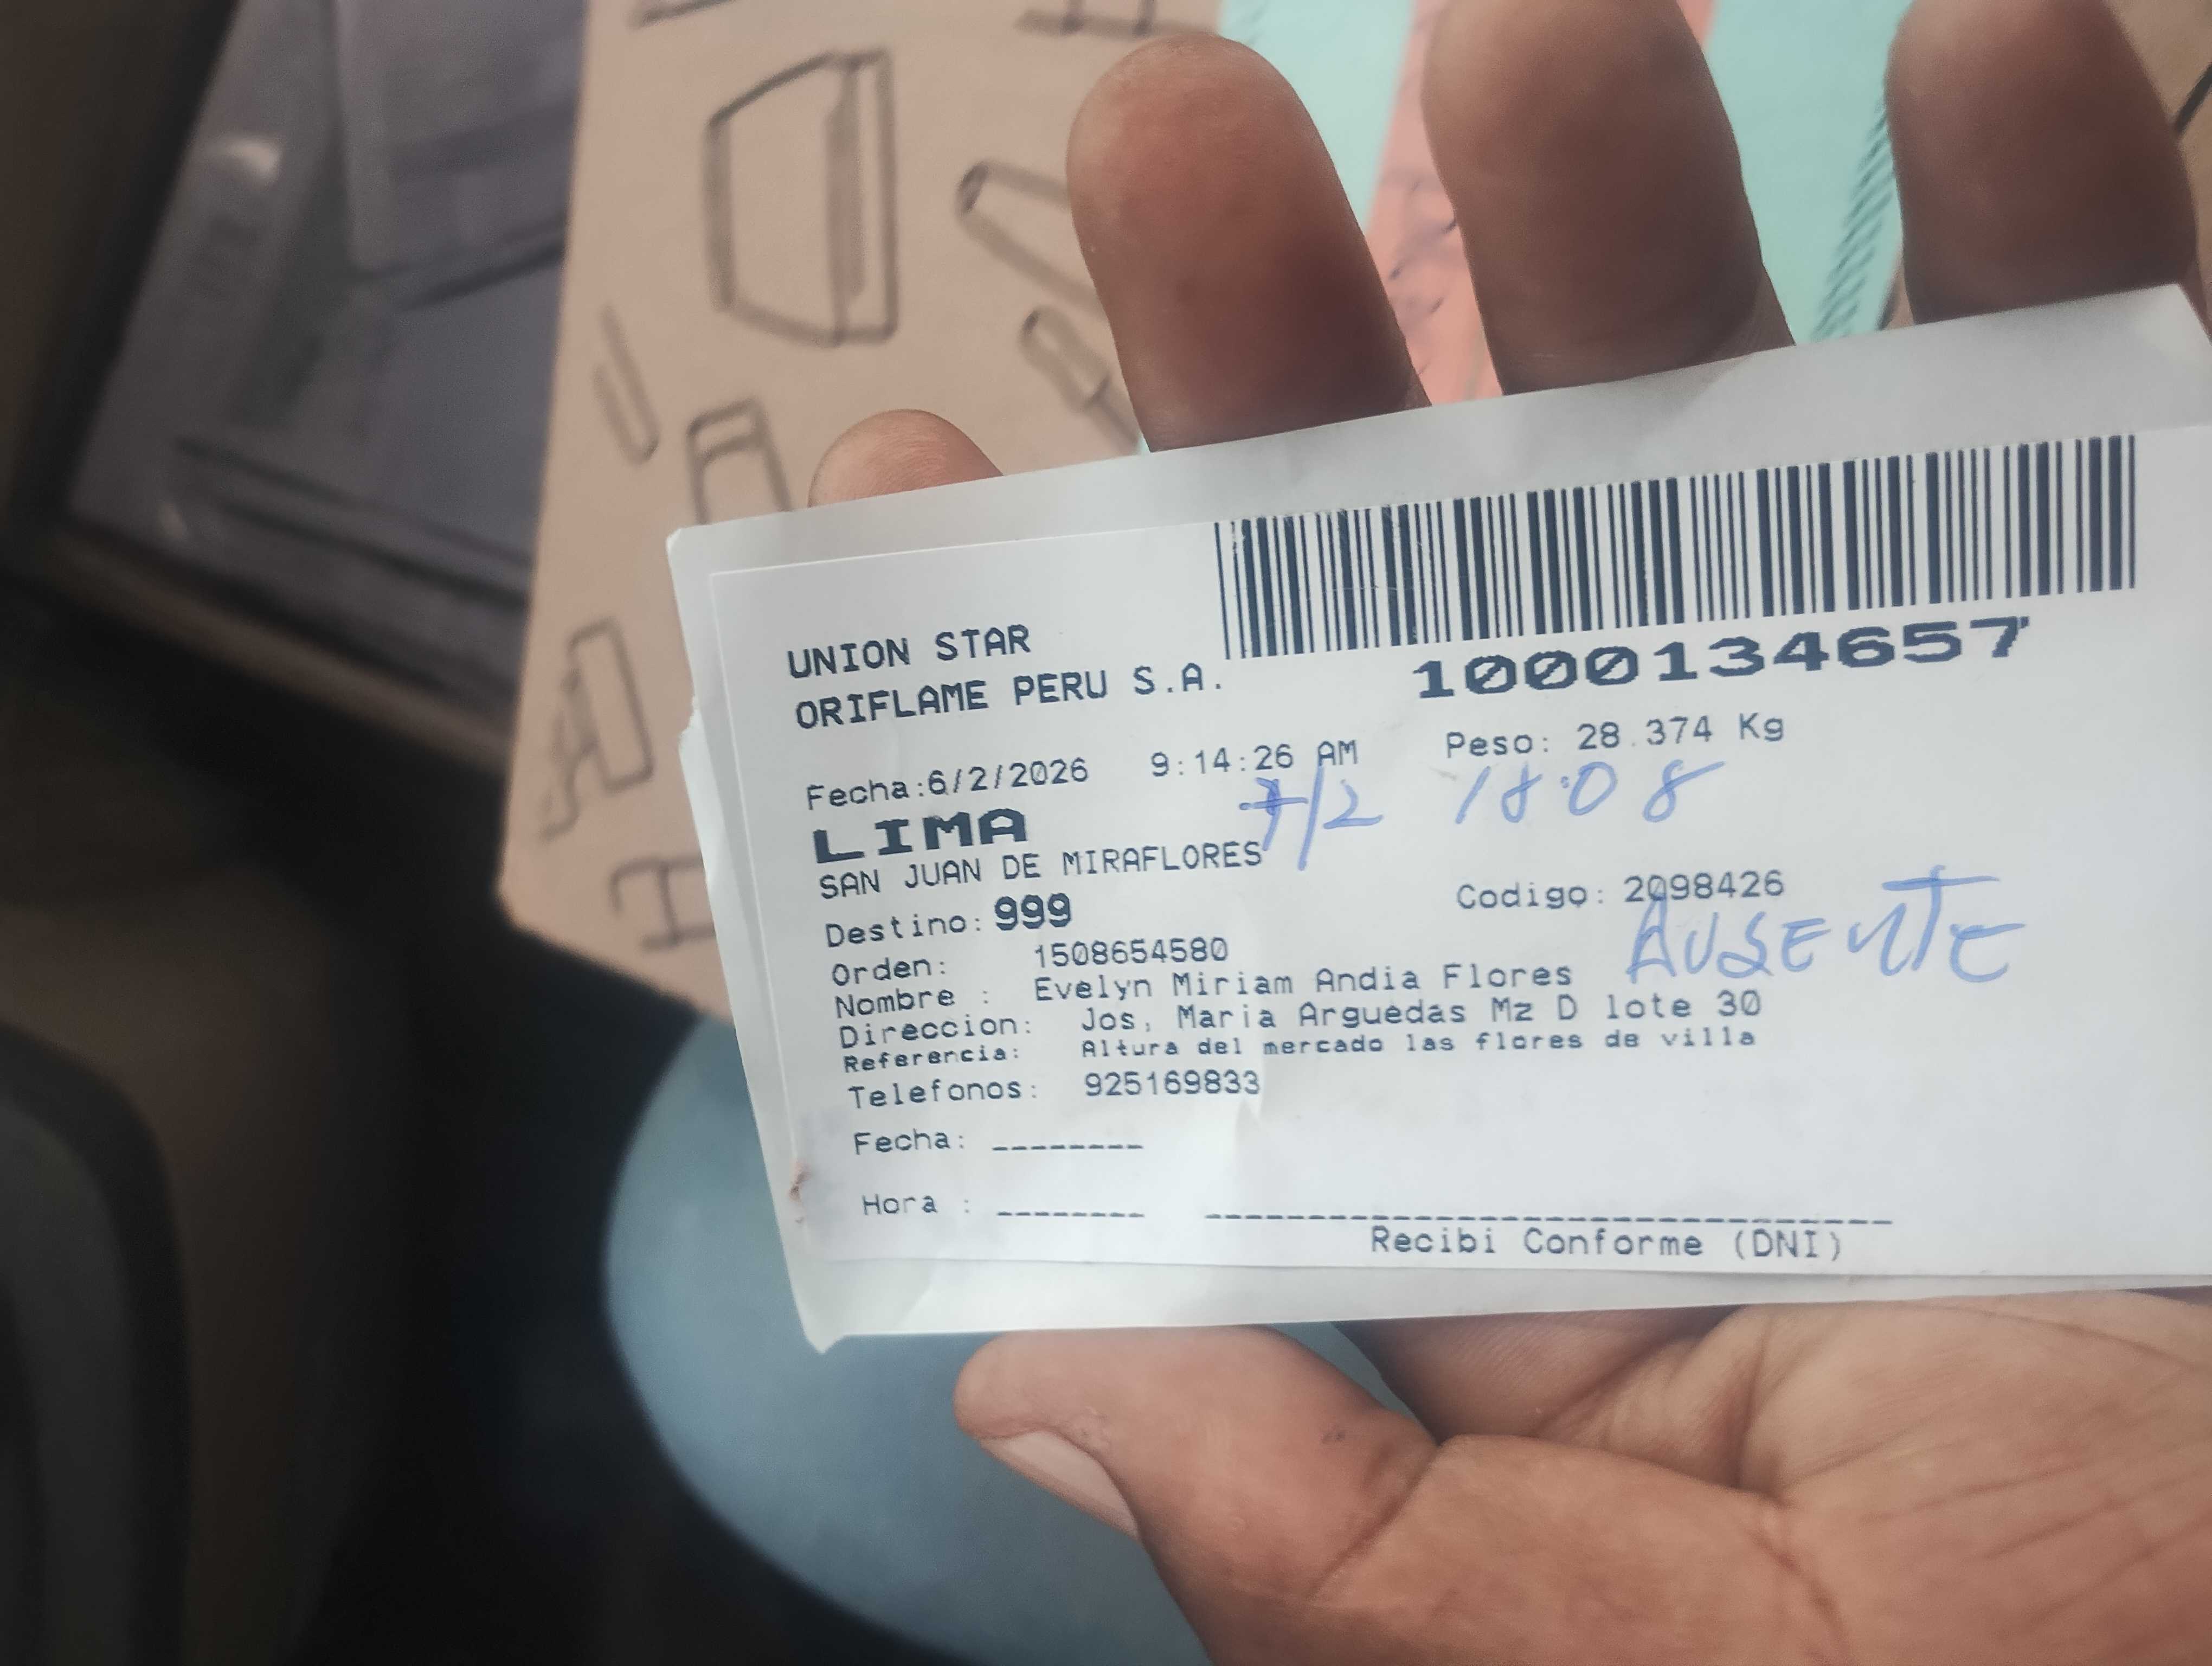 UNION STAR
ORIFLAME PERU S.A.
1000134657
Fecha:6/2/2026 9:14:26 AM Peso: 28.374 Kg
7/2 18:08
LIMA
SAN JUAN DE MIRAFLORES
Destino: 999 Codigo: 2098426
AUSENTE
Orden: 1508654580
Nombre : Evelyn Miriam Andia Flores
Direccion: Jos, Maria Arguedas Mz D lote 30
Referencia: Altura del mercado las flores de villa
Telefonos: 925169833
Fecha: --------
Hora : --------
Recibi Conforme (DNI)